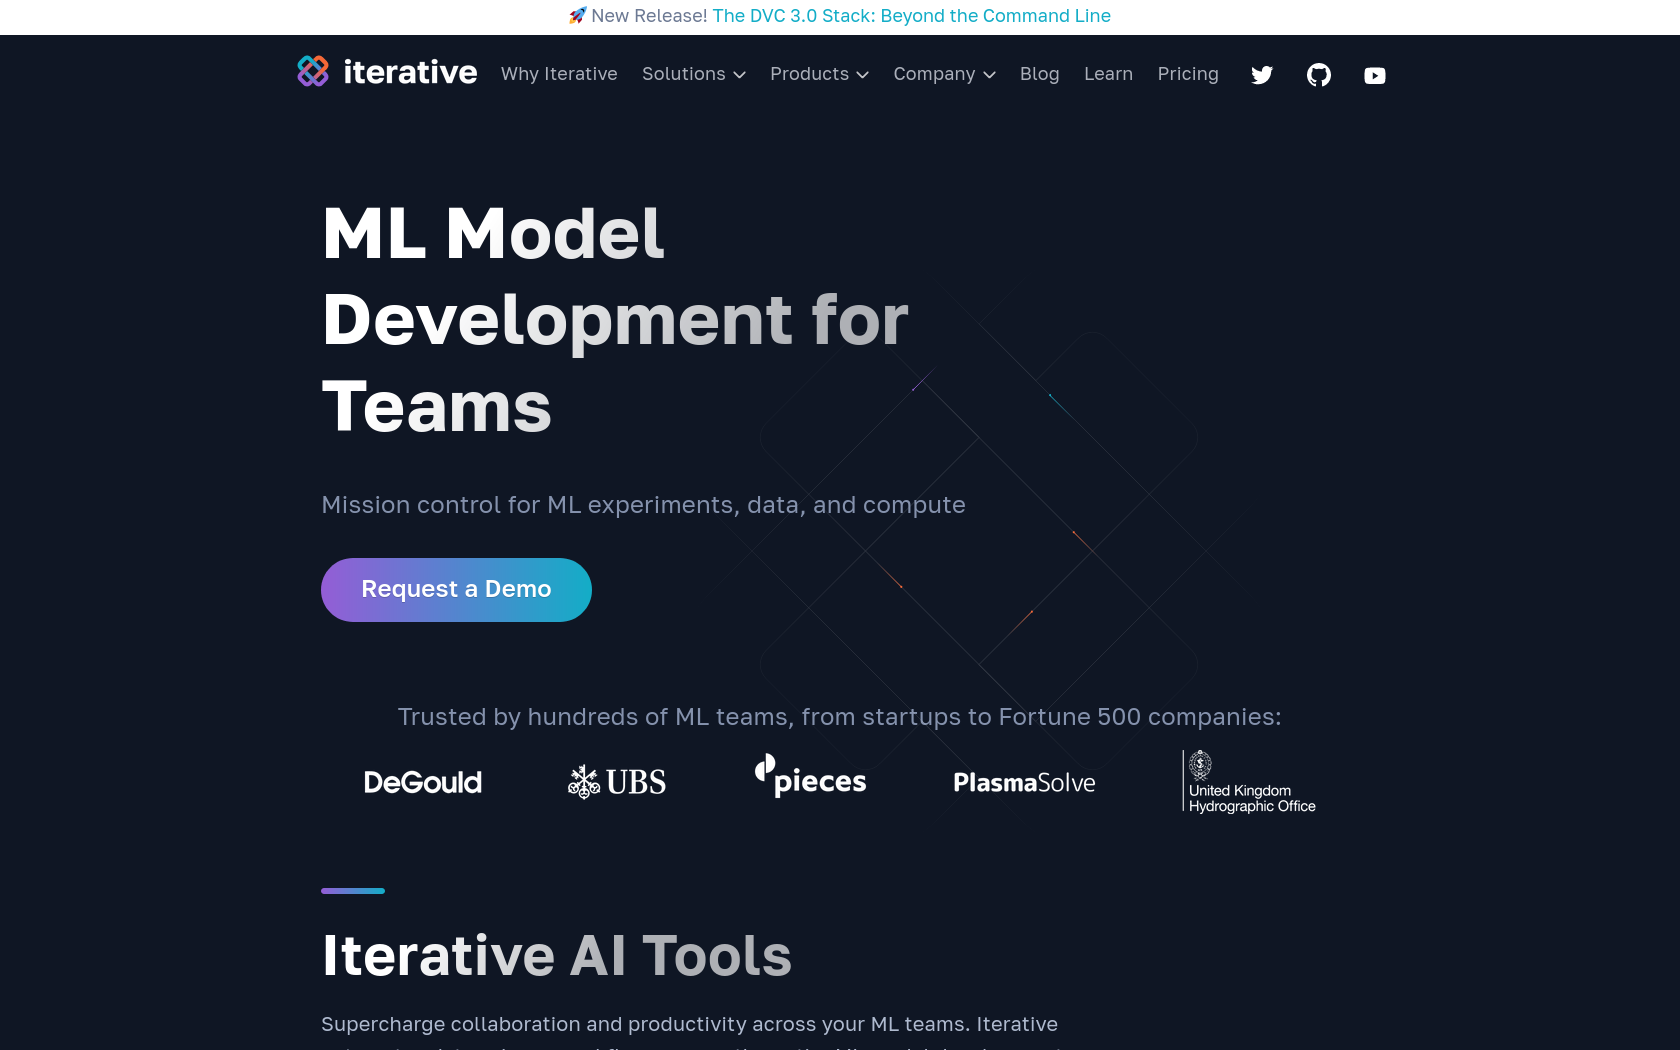 🚀 New Release! The DVC 3.0 Stack: Beyond the Command Line
iterative Why Iterative Solutions Products Company Blog Learn Pricing
ML Model
Development for
Teams
Mission control for ML experiments, data, and compute
Request a Demo
Trusted by hundreds of ML teams, from startups to Fortune 500 companies:
DeGould UBS pieces PlasmaSolve United Kingdom
Hydrographic Office
Iterative AI Tools
Supercharge collaboration and productivity across your ML teams. Iterative